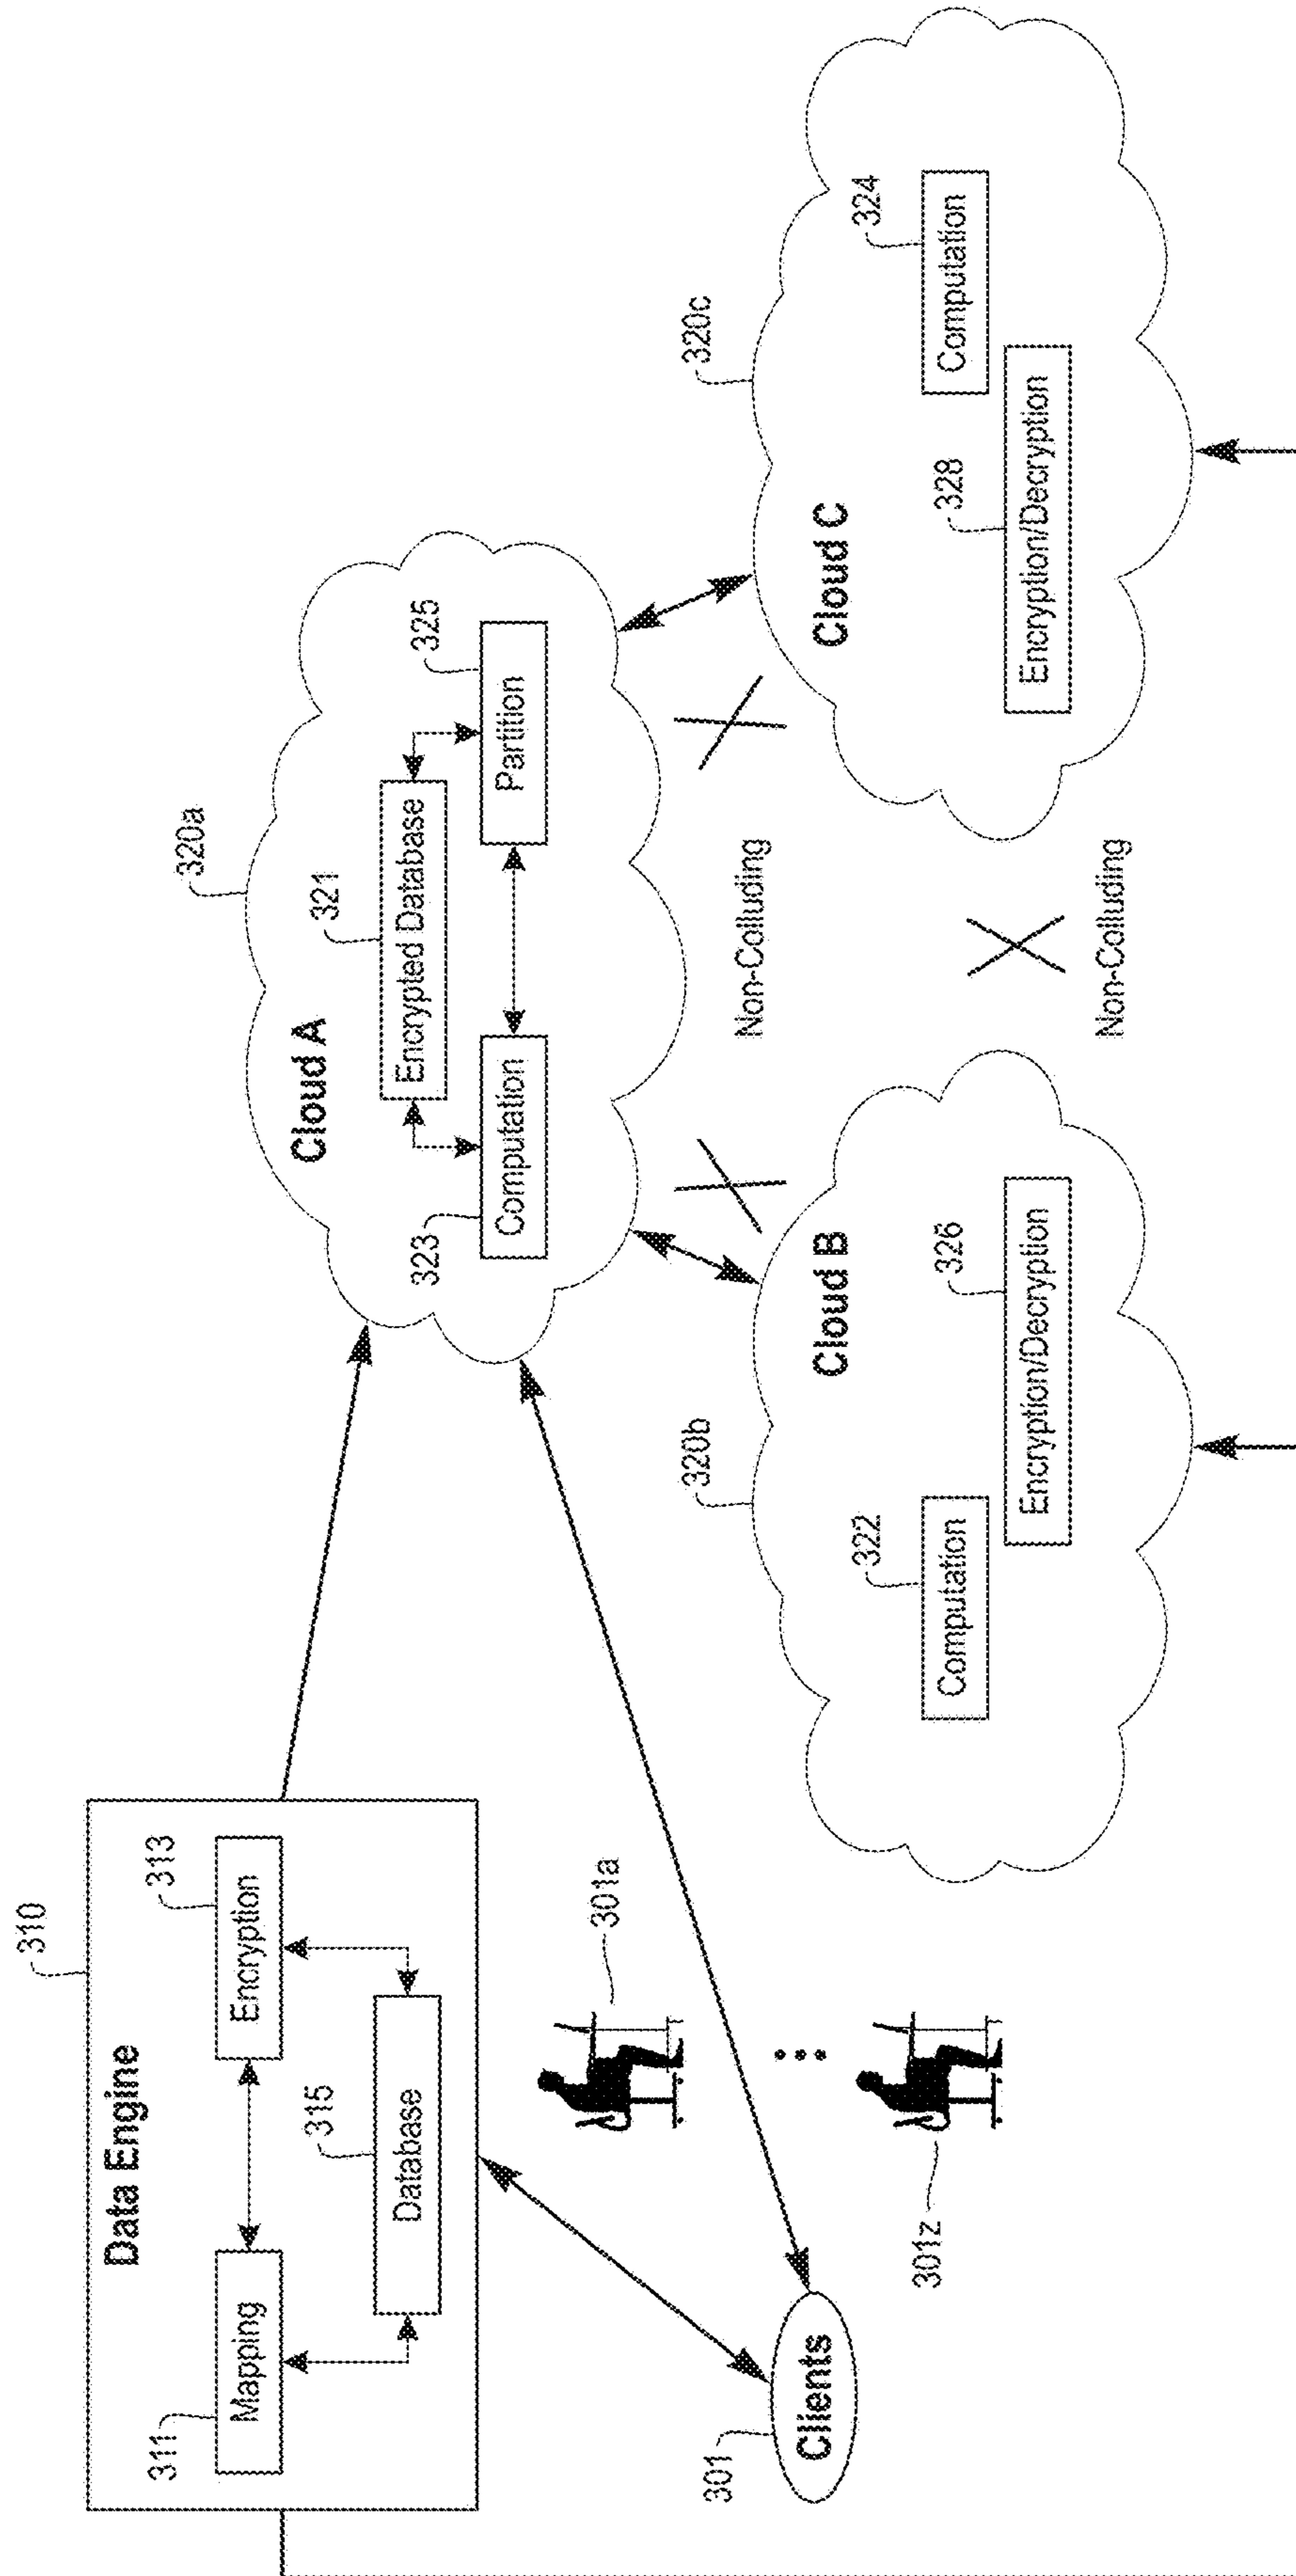 310
Data Engine
311
Mapping
313
Encryption
315
Database
301
Clients
301a
301z
320a
Cloud A
321
Encrypted Database
323
Computation
325
Partition
Non-Colluding
320b
Cloud B
322
Computation
326
Encryption/Decryption
Non-Colluding
320c
Cloud C
328
Encryption/Decryption
324
Computation